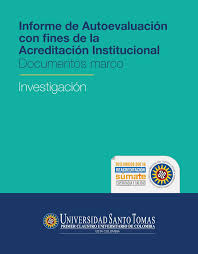 Informe de Autoevaluación
con fines de la
Acreditación Institucional
Documentos marco
Investigación
REACREDITACIÓN
súmate
UNIVERSIDAD SANTO TOMÁS
PRIMER CLAUSTRO UNIVERSITARIO DE COLOMBIA